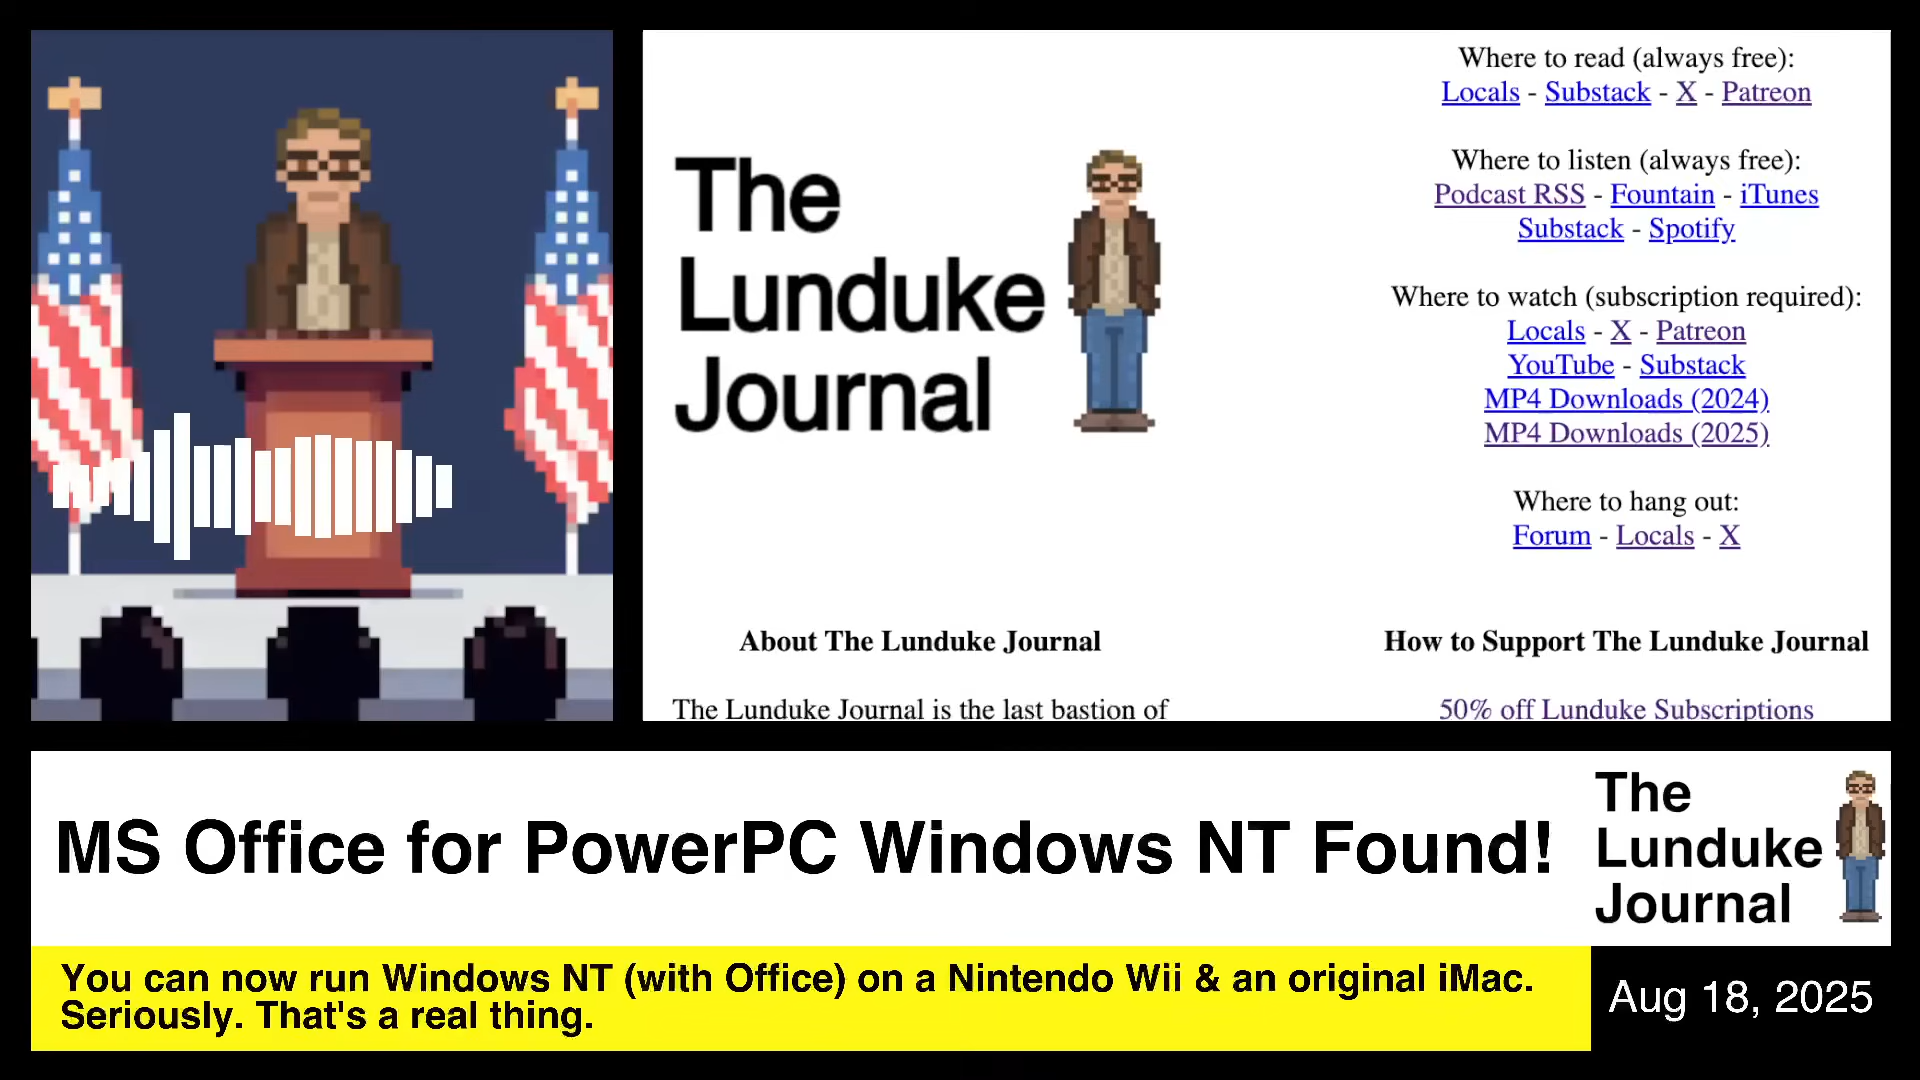 The
Lunduke
Journal
Where to read (always free):
Locals - Substack - X - Patreon
Where to listen (always free):
Podcast RSS - Fountain - iTunes
Substack - Spotify
Where to watch (subscription required):
Locals - X - Patreon
YouTube - Substack
MP4 Downloads (2024)
MP4 Downloads (2025)
Where to hang out:
Forum - Locals - X
About The Lunduke Journal
The Lunduke Journal is the last bastion of
How to Support The Lunduke Journal
50% off Lunduke Subscriptions
MS Office for PowerPC Windows NT Found!
The
Lunduke
Journal
You can now run Windows NT (with Office) on a Nintendo Wii & an original iMac.
Seriously. That's a real thing.
Aug 18, 2025